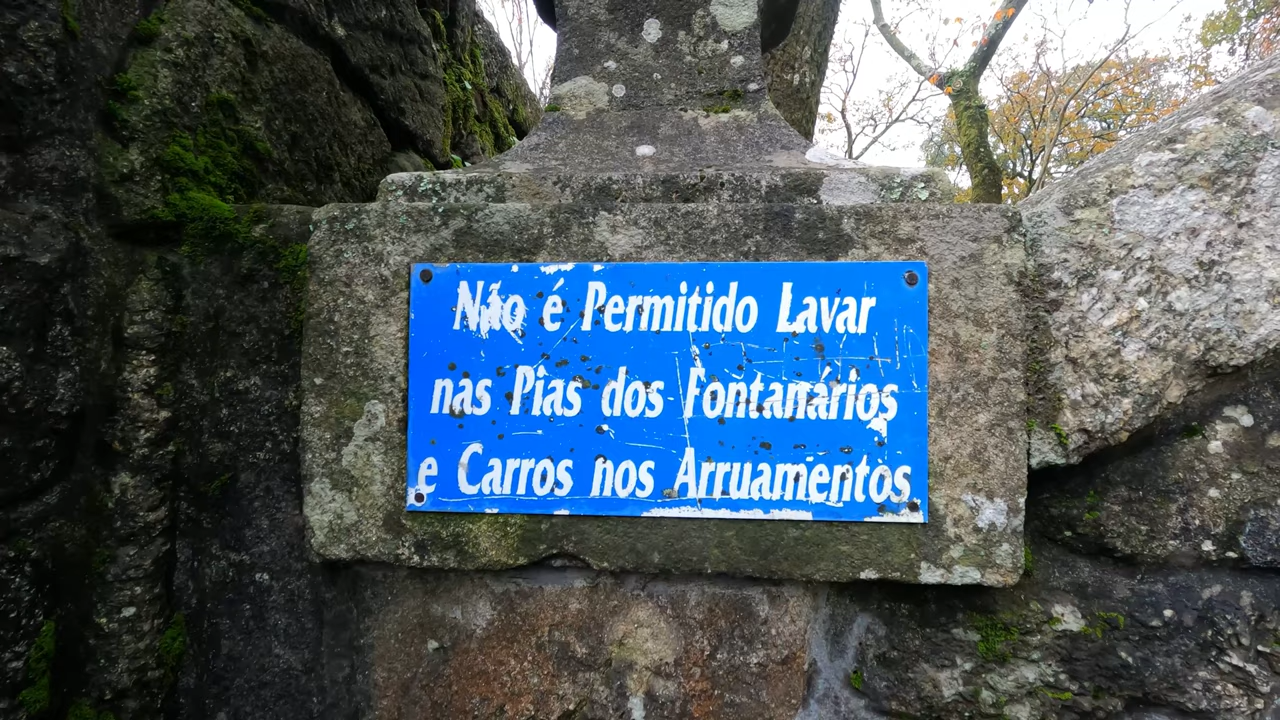 Não é Permitido Lavar
nas Pias dos Fontanários
e Carros nos Arruamentos